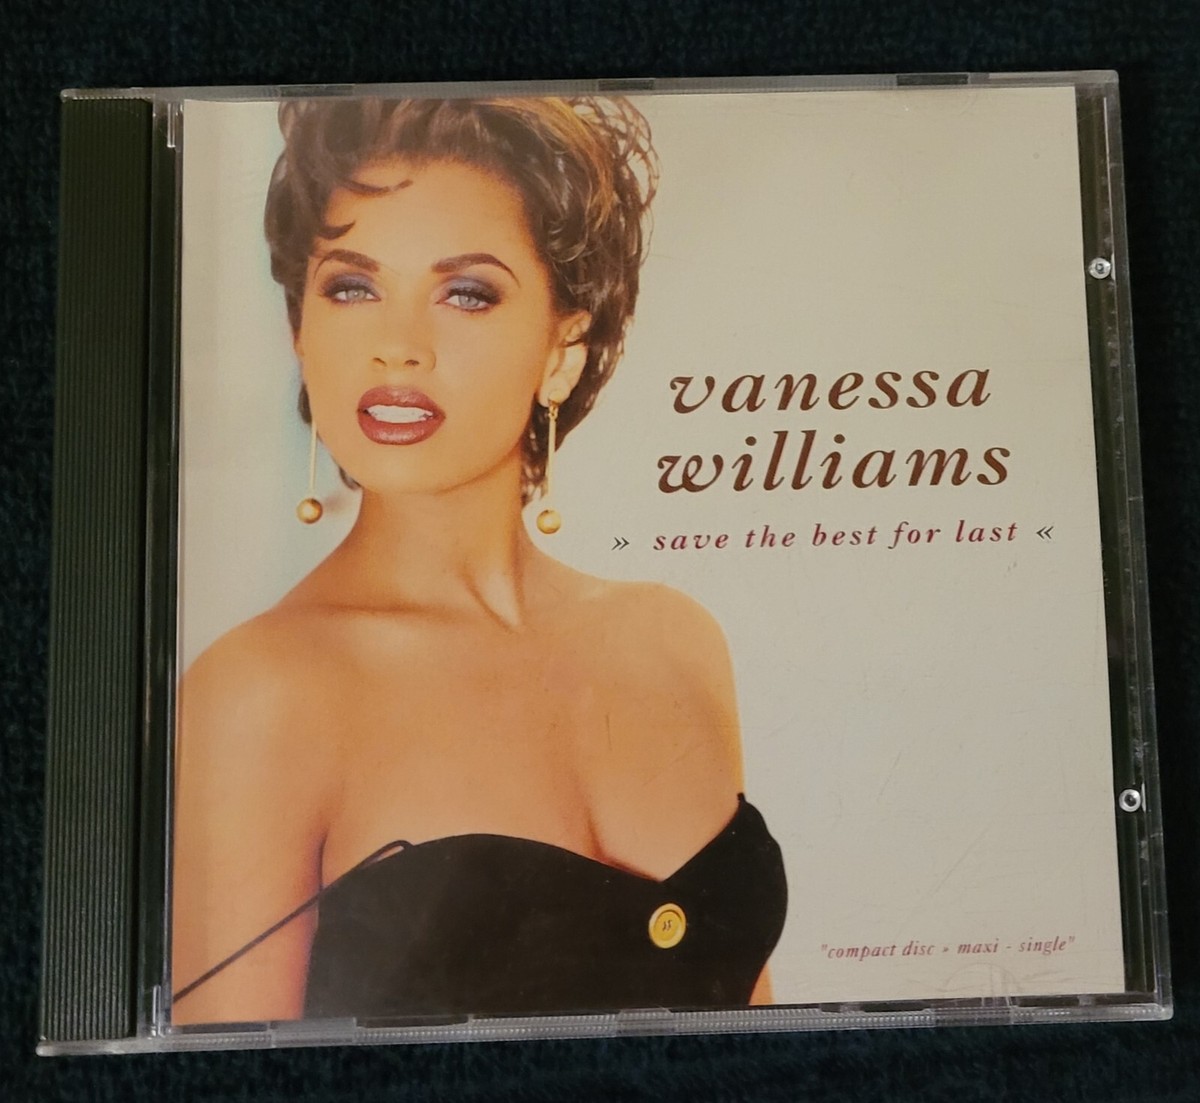 vanessa
williams
» save the best for last «
"compact disc » maxi - single"